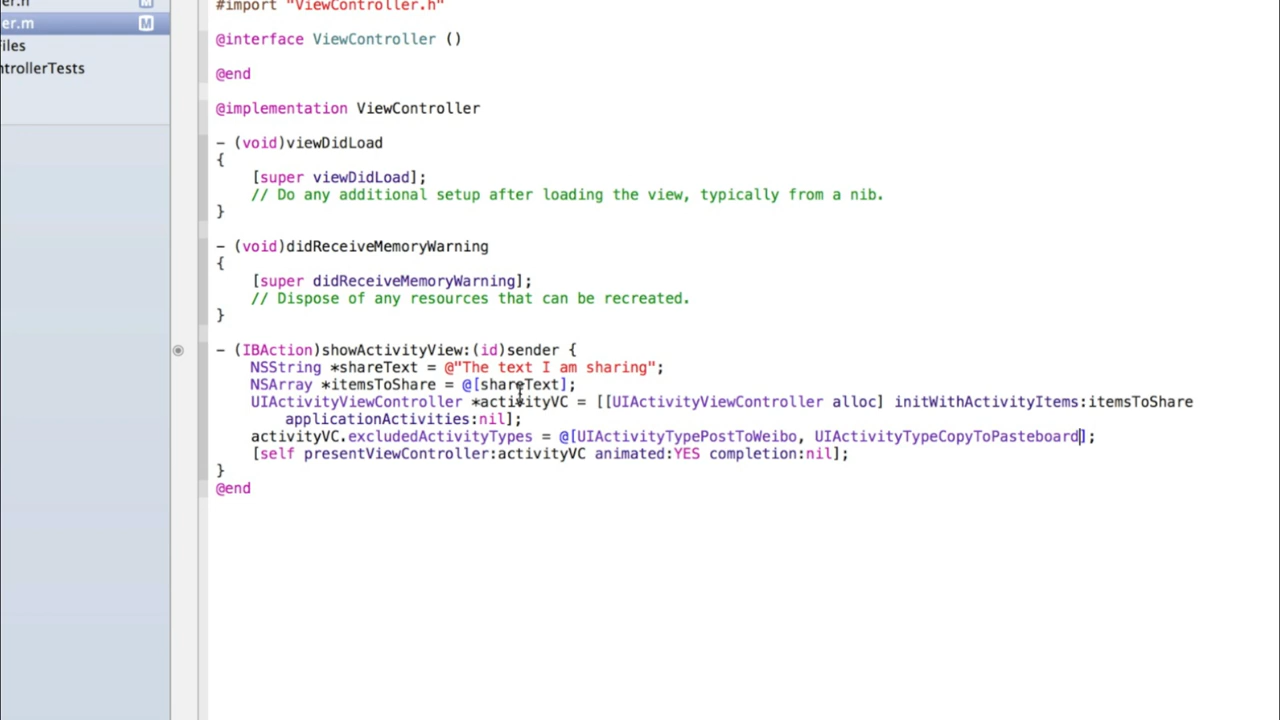 er.h
M
#import "ViewController.h"
er.m
M
@interface ViewController ()
Files
ntrollerTests
@end
@implementation ViewController
- (void)viewDidLoad
{
[super viewDidLoad];
// Do any additional setup after loading the view, typically from a nib.
}
- (void)didReceiveMemoryWarning
{
[super didReceiveMemoryWarning];
// Dispose of any resources that can be recreated.
}
- (IBAction)showActivityView:(id)sender {
NSString *shareText = @"The text I am sharing";
NSArray *itemsToShare = @[shareText];
UIActivityViewController *activityVC = [[UIActivityViewController alloc] initWithActivityItems:itemsToShare
applicationActivities:nil];
activityVC.excludedActivityTypes = @[UIActivityTypePostToWeibo, UIActivityTypeCopyToPasteboard];
[self presentViewController:activityVC animated:YES completion:nil];
}
@end